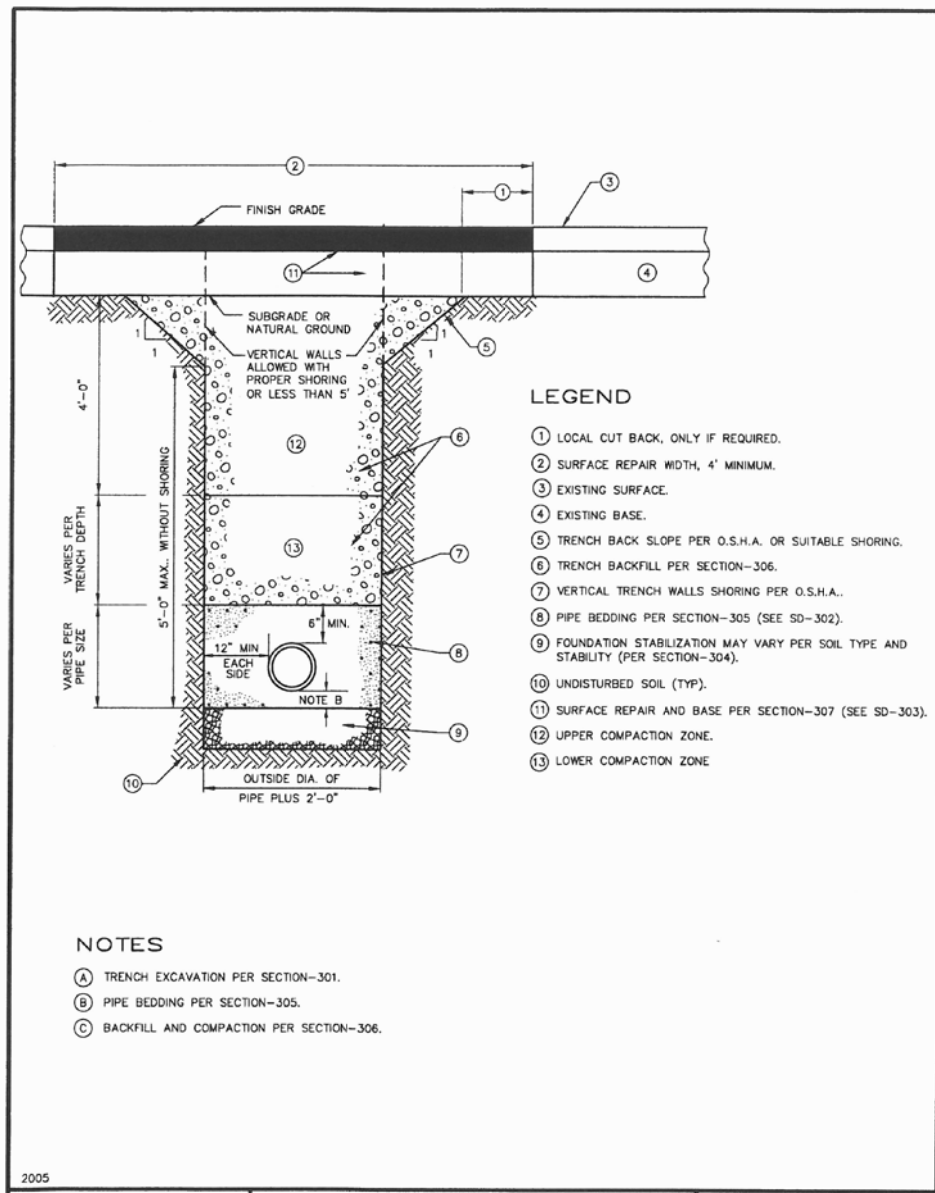 2
1
3
FINISH GRADE
11
4
SUBGRADE OR
NATURAL GROUND
1
1
1
1
5
VERTICAL WALLS
ALLOWED WITH
PROPER SHORING
OR LESS THAN 5'
4'-0"
12
6
VARIES PER
TRENCH DEPTH
5'-0" MAX.. WITHOUT SHORING
13
7
VARIES PER
PIPE SIZE
6" MIN.
12" MIN
EACH
SIDE
8
NOTE B
9
10
OUTSIDE DIA. OF
PIPE PLUS 2'-0"
LEGEND
1 LOCAL CUT BACK, ONLY IF REQUIRED.
2 SURFACE REPAIR WIDTH, 4' MINIMUM.
3 EXISTING SURFACE.
4 EXISTING BASE.
5 TRENCH BACK SLOPE PER O.S.H.A. OR SUITABLE SHORING.
6 TRENCH BACKFILL PER SECTION-306.
7 VERTICAL TRENCH WALLS SHORING PER O.S.H.A..
8 PIPE BEDDING PER SECTION-305 (SEE SD-302).
9 FOUNDATION STABILIZATION MAY VARY PER SOIL TYPE AND
STABILITY (PER SECTION-304).
10 UNDISTURBED SOIL (TYP).
11 SURFACE REPAIR AND BASE PER SECTION-307 (SEE SD-303).
12 UPPER COMPACTION ZONE.
13 LOWER COMPACTION ZONE
NOTES
A TRENCH EXCAVATION PER SECTION-301.
B PIPE BEDDING PER SECTION-305.
C BACKFILL AND COMPACTION PER SECTION-306.
2005